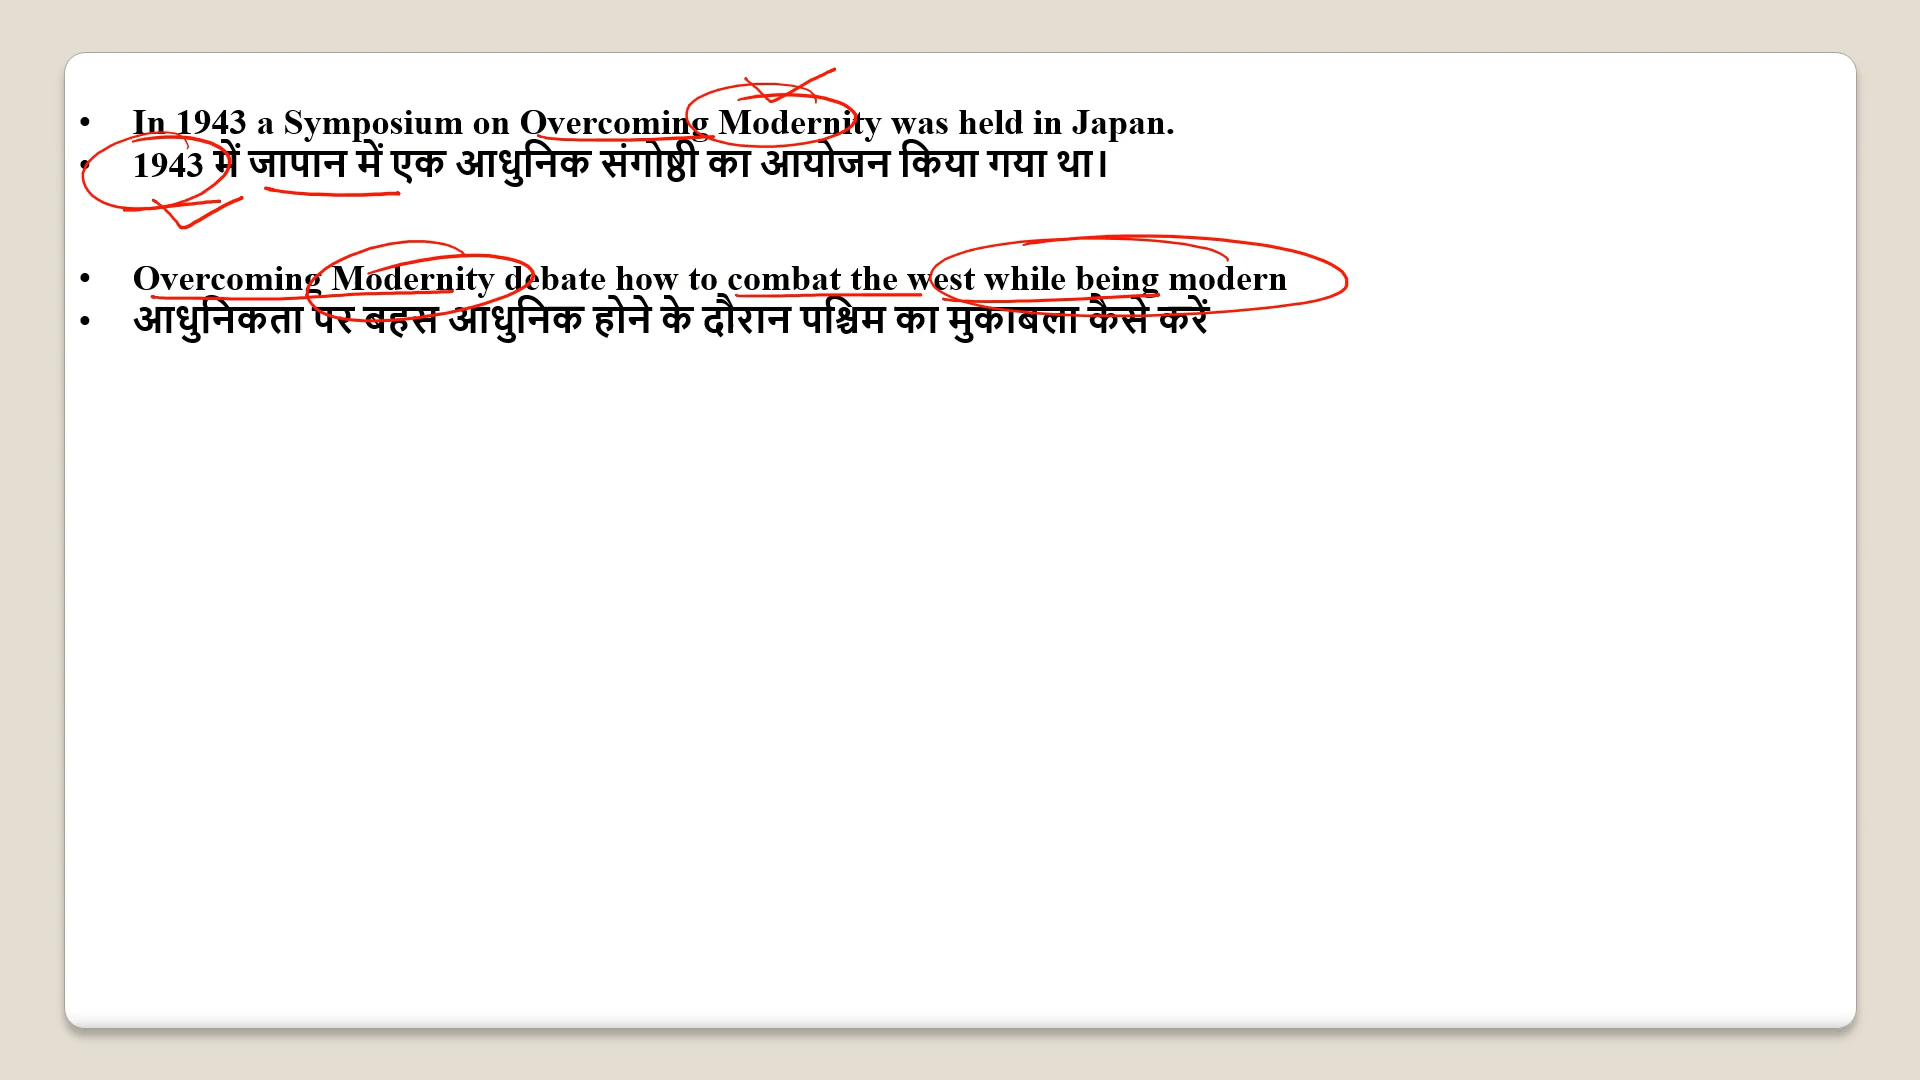 • In 1943 a Symposium on Overcoming Modernity was held in Japan.
• 1943 में जापान में एक आधुनिक संगोष्ठी का आयोजन किया गया था।
• Overcoming Modernity debate how to combat the west while being modern
• आधुनिकता पर बहस आधुनिक होने के दौरान पश्चिम का मुकाबला कैसे करें